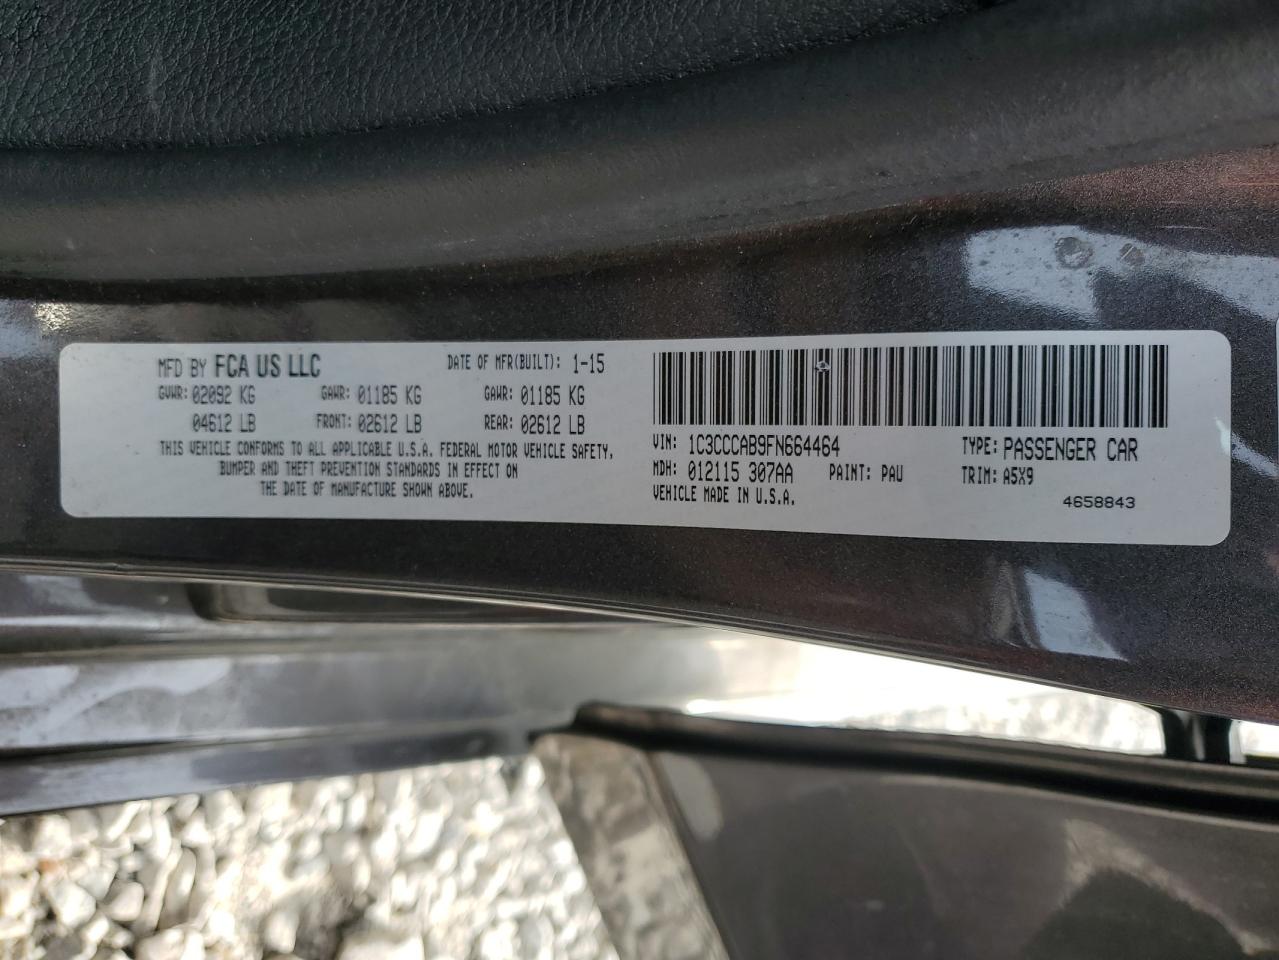 MFD BY FCA US LLC DATE OF MFR(BUILT): 1-15
GVWR: 02092 KG GAWR: 01185 KG GAWR: 01185 KG
04612 LB FRONT: 02612 LB REAR: 02612 LB
THIS VEHICLE CONFORMS TO ALL APPLICABLE U.S.A. FEDERAL MOTOR VEHICLE SAFETY,
BUMPER AND THEFT PREVENTION STANDARDS IN EFFECT ON
THE DATE OF MANUFACTURE SHOWN ABOVE.
VIN: 1C3CCCAB9FN664464 TYPE: PASSENGER CAR
MDH: 012115 307AA PAINT: PAU TRIM: A5X9
VEHICLE MADE IN U.S.A. 4658843